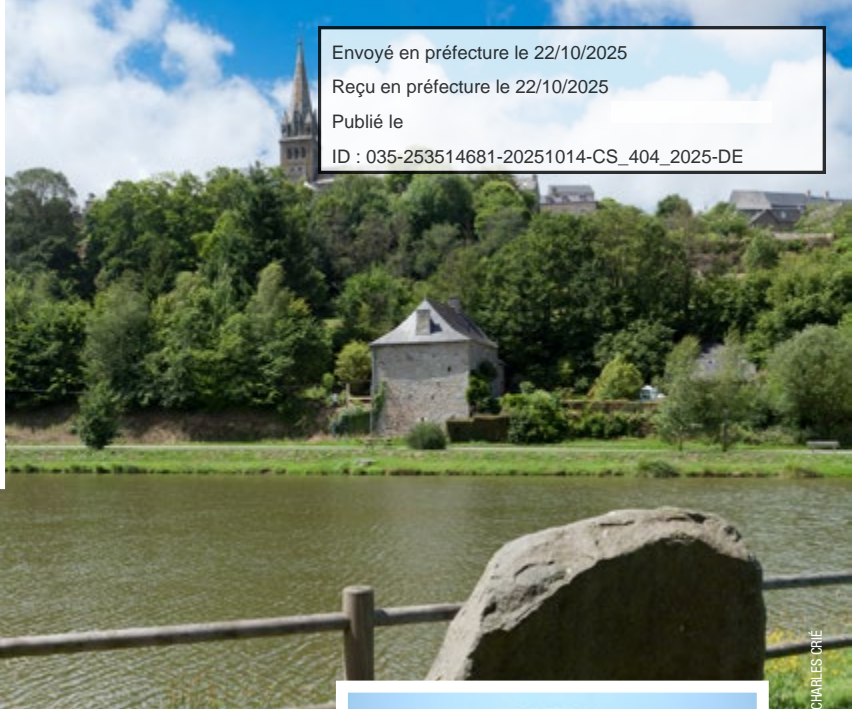 Envoyé en préfecture le 22/10/2025
Reçu en préfecture le 22/10/2025
Publié le
ID : 035-253514681-20251014-CS_404_2025-DE
CHARLES CRIÉ